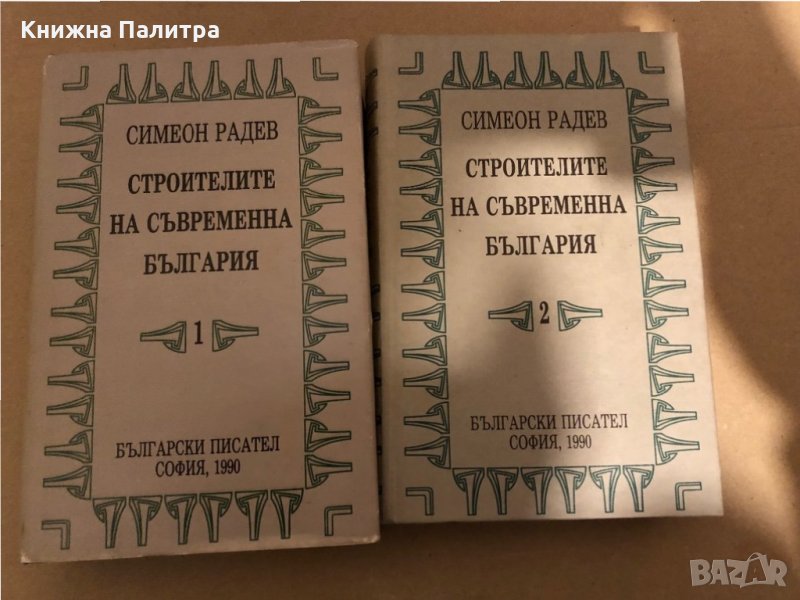 Книжна Палитра
СИМЕОН РАДЕВ
СТРОИТЕЛИТЕ
НА СЪВРЕМЕННА
БЪЛГАРИЯ
1
БЪЛГАРСКИ ПИСАТЕЛ
СОФИЯ, 1990
СИМЕОН РАДЕВ
СТРОИТЕЛИТЕ
НА СЪВРЕМЕННА
БЪЛГАРИЯ
2
БЪЛГАРСКИ ПИСАТЕЛ
СОФИЯ, 1990
BAZAR